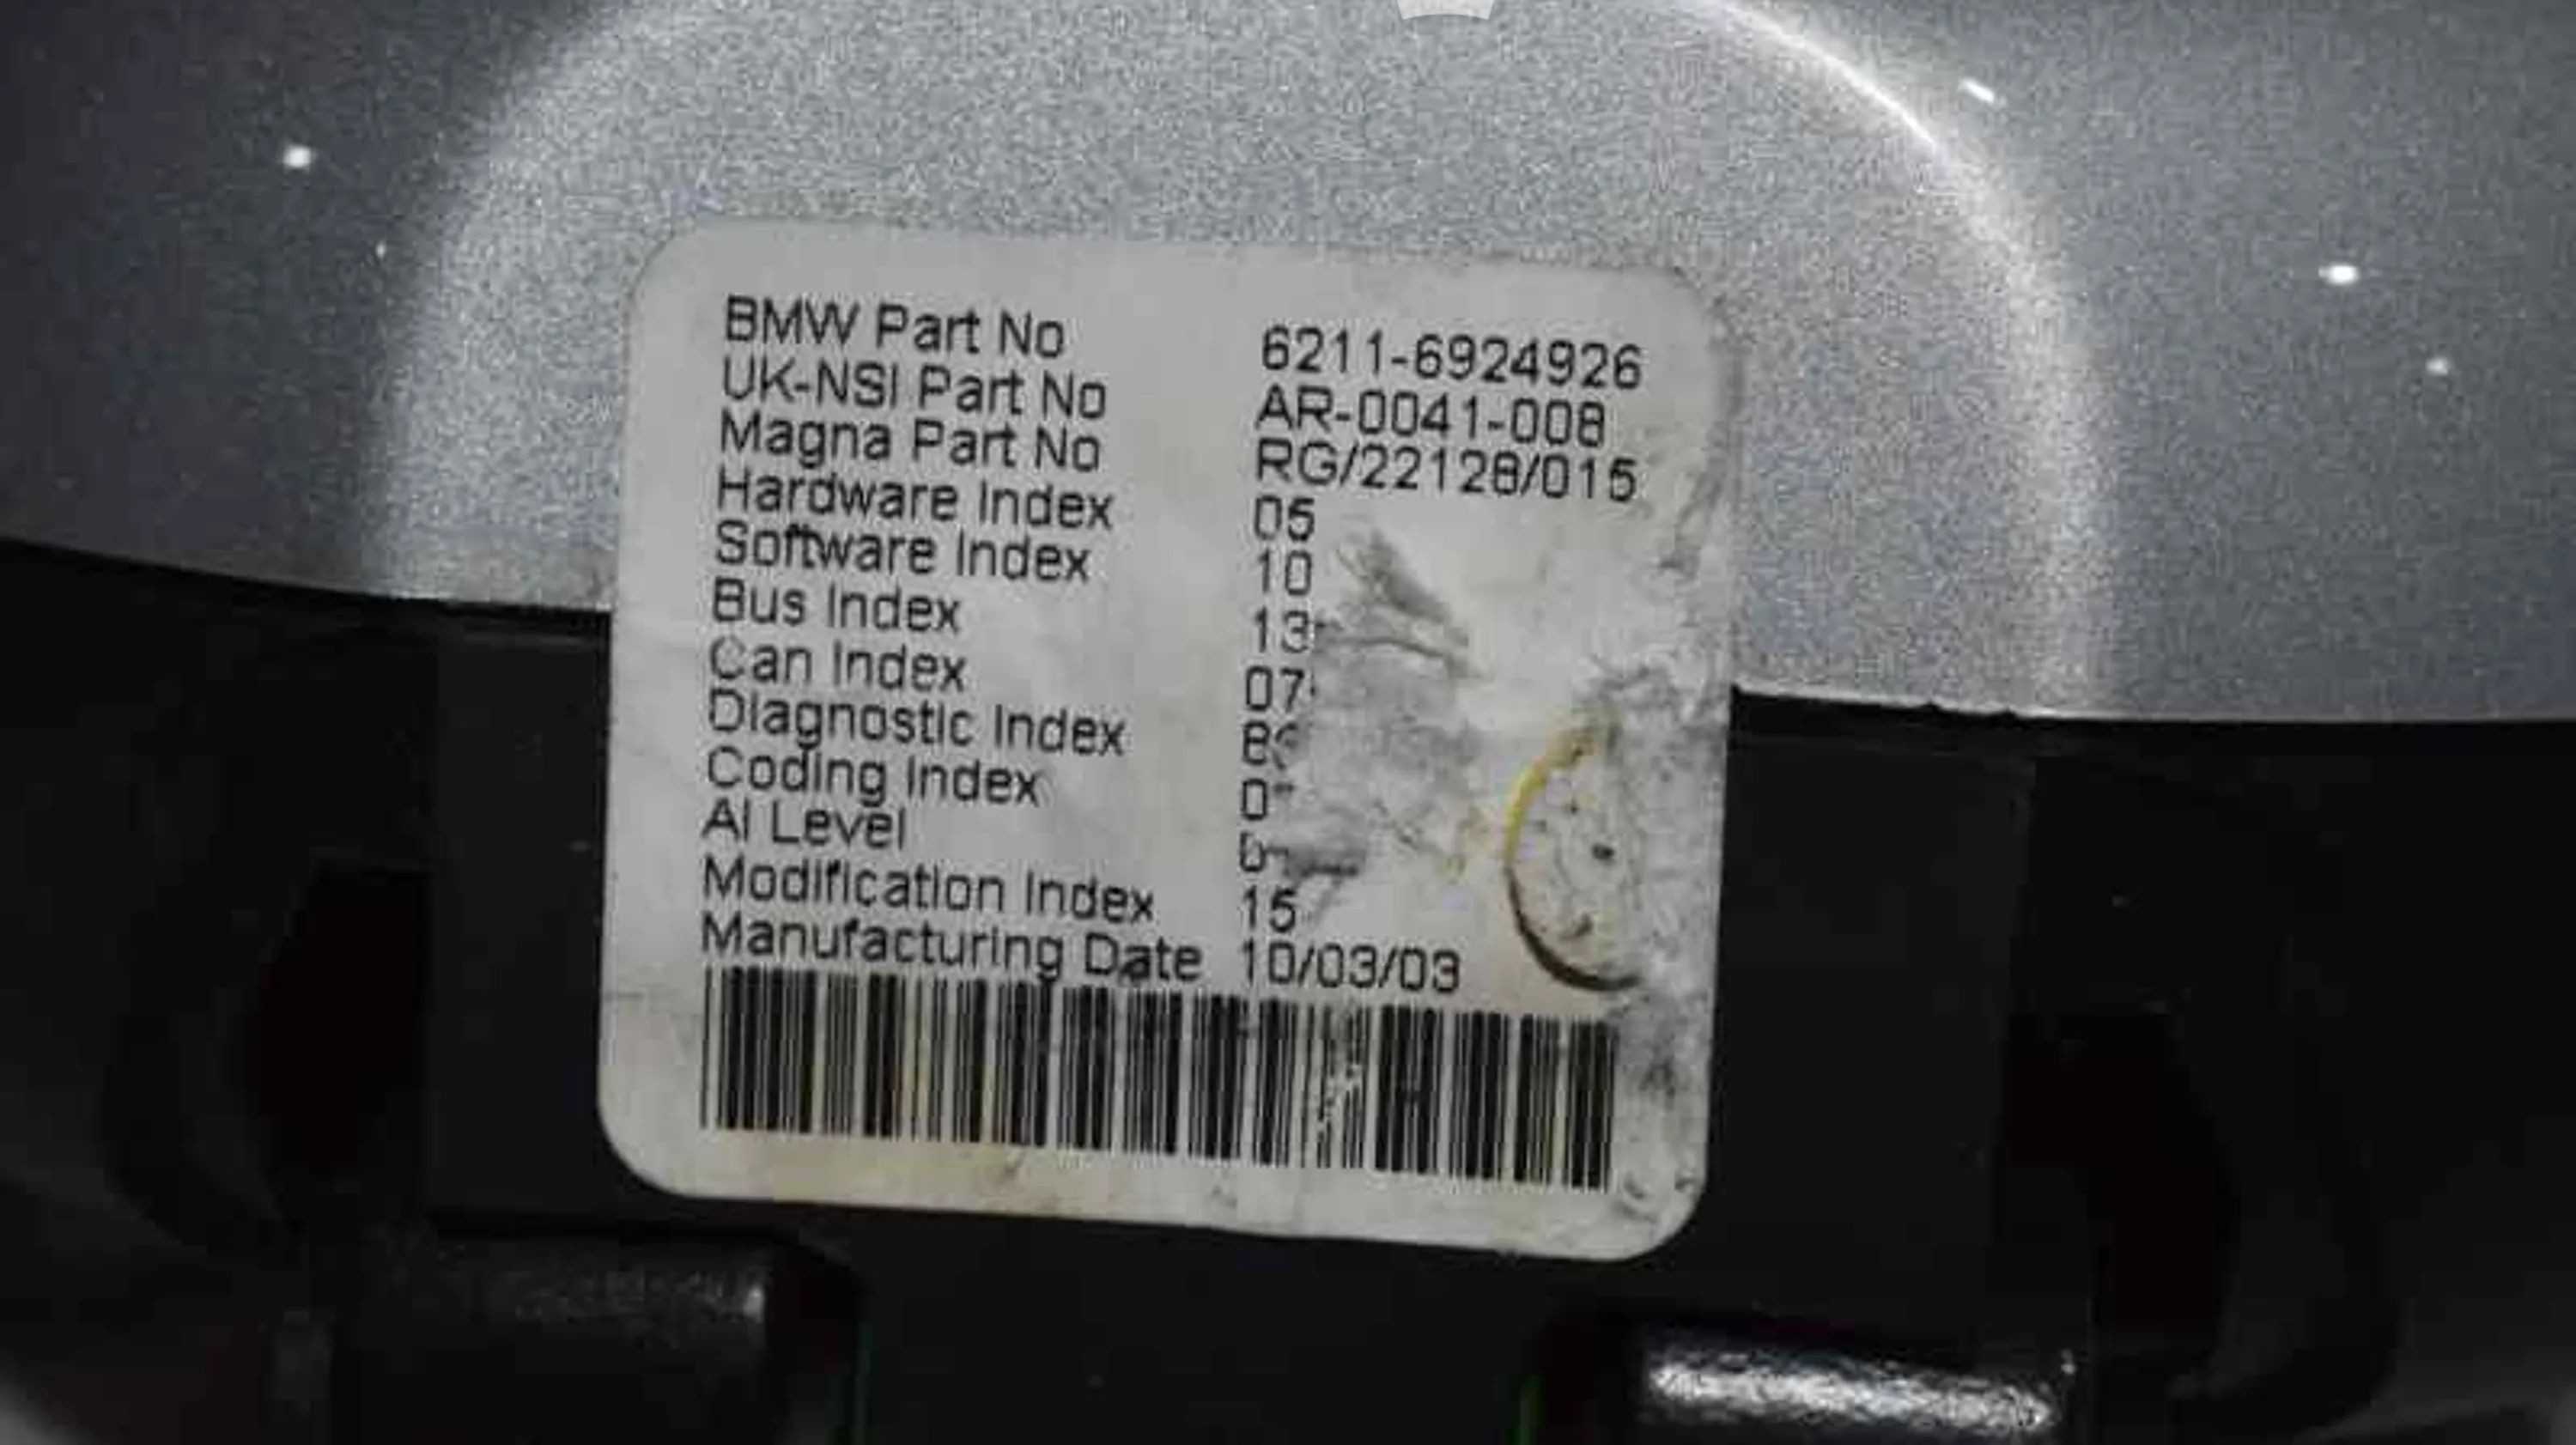 BMW Part No 6211-6924926
UK-NSI Part No AR-0041-008
Magna Part No RG/22128/015
Hardware Index 05
Software Index 10
Bus Index 13
Can Index 07
Diagnostic Index
Coding Index
AI Level
Modification Index 15
Manufacturing Date 10/03/03